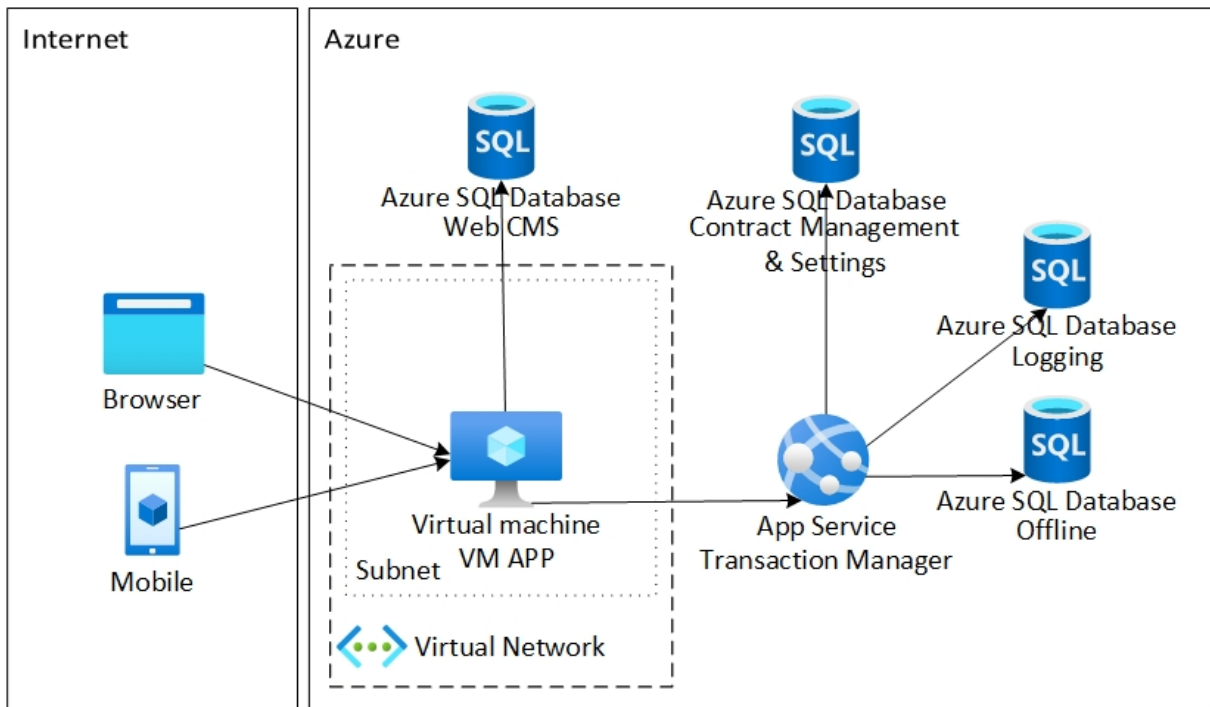 Internet
Azure
SQL
Azure SQL Database
Web CMS
SQL
Azure SQL Database
Contract Management
& Settings
SQL
Azure SQL Database
Logging
Browser
Mobile
Virtual machine
VM APP
Subnet
Virtual Network
App Service
Transaction Manager
SQL
Azure SQL Database
Offline